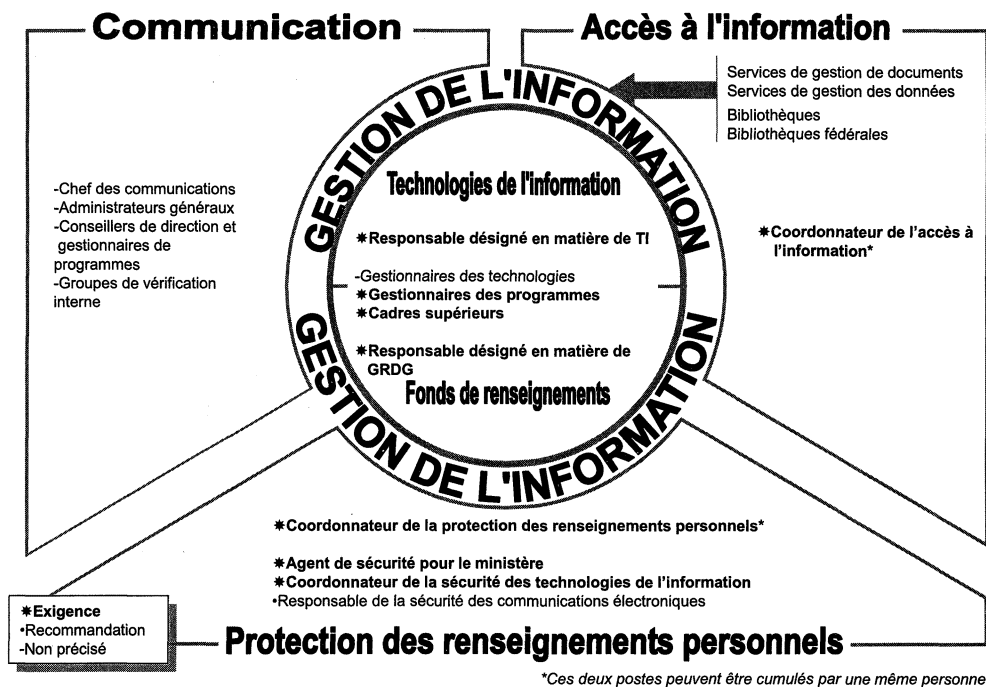 Communication
Accès à l'information
Services de gestion de documents
Services de gestion des données
Bibliothèques
Bibliothèques fédérales
GESTION DE L'INFORMATION
Technologies de l'information
-Chef des communications
-Administrateurs généraux
-Conseillers de direction et
gestionnaires de
programmes
-Groupes de vérification
interne
✷Responsable désigné en matière de TI
-Gestionnaires des technologies
✷Gestionnaires des programmes
✷Cadres supérieurs
✷Responsable désigné en matière de
GRDG
Fonds de renseignements
✷Coordonnateur de l'accès à
l'information*
GESTION DE L'INFORMATION
✷Coordonnateur de la protection des renseignements personnels*
✷Agent de sécurité pour le ministère
✷Coordonnateur de la sécurité des technologies de l'information
•Responsable de la sécurité des communications électroniques
✷Exigence
•Recommandation
-Non précisé
Protection des renseignements personnels
*Ces deux postes peuvent être cumulés par une même personne